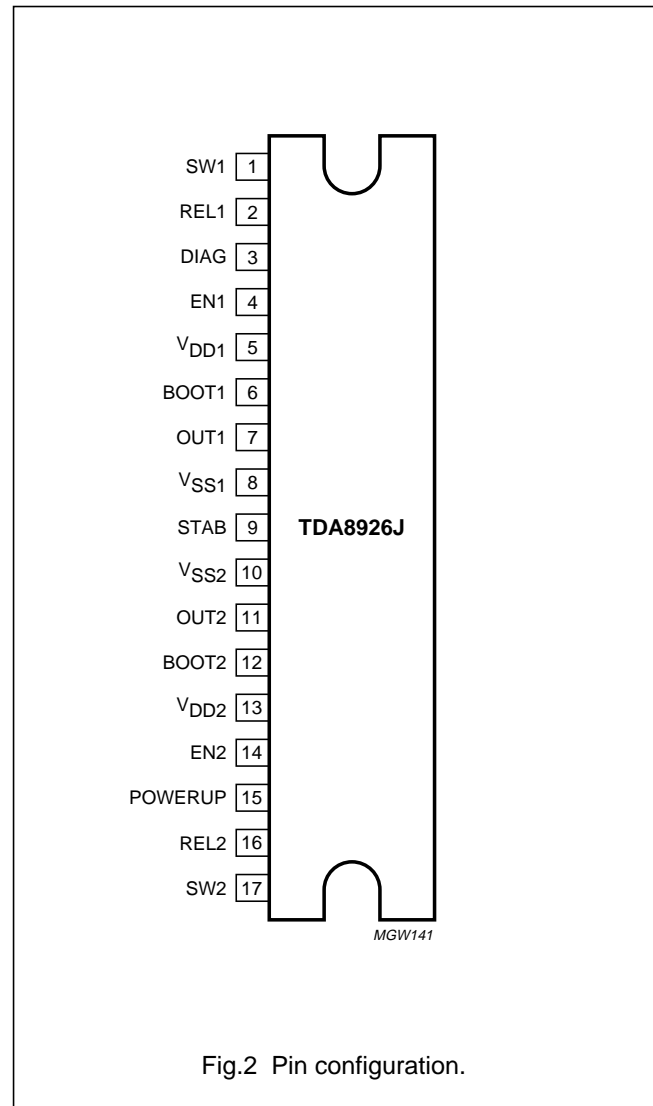 SW1 1
REL1 2
DIAG 3
EN1 4
VDD1 5
BOOT1 6
OUT1 7
VSS1 8
STAB 9 TDA8926J
VSS2 10
OUT2 11
BOOT2 12
VDD2 13
EN2 14
POWERUP 15
REL2 16
SW2 17
MGW141
Fig.2 Pin configuration.